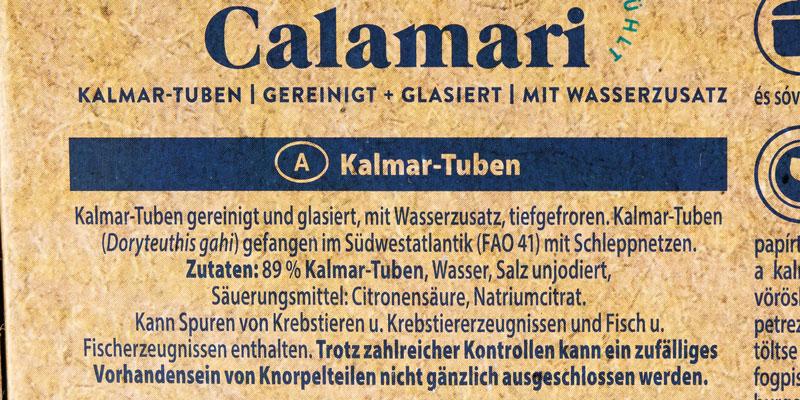 Calamari
ÜHLT
KALMAR-TUBEN | GEREINIGT + GLASIERT | MIT WASSERZUSATZ
A Kalmar-Tuben
Kalmar-Tuben gereinigt und glasiert, mit Wasserzusatz, tiefgefroren. Kalmar-Tuben
(Doryteuthis gahi) gefangen im Südwestatlantik (FAO 41) mit Schleppnetzen.
Zutaten: 89 % Kalmar-Tuben, Wasser, Salz unjodiert,
Säuerungsmittel: Citronensäure, Natriumcitrat.
Kann Spuren von Krebstieren u. Krebstiererzeugnissen und Fisch u.
Fischerzeugnissen enthalten. Trotz zahlreicher Kontrollen kann ein zufälliges
Vorhandensein von Knorpelteilen nicht gänzlich ausgeschlossen werden.
és sóv
papírt
a kal
vörös
petrez
töltse
fogpis